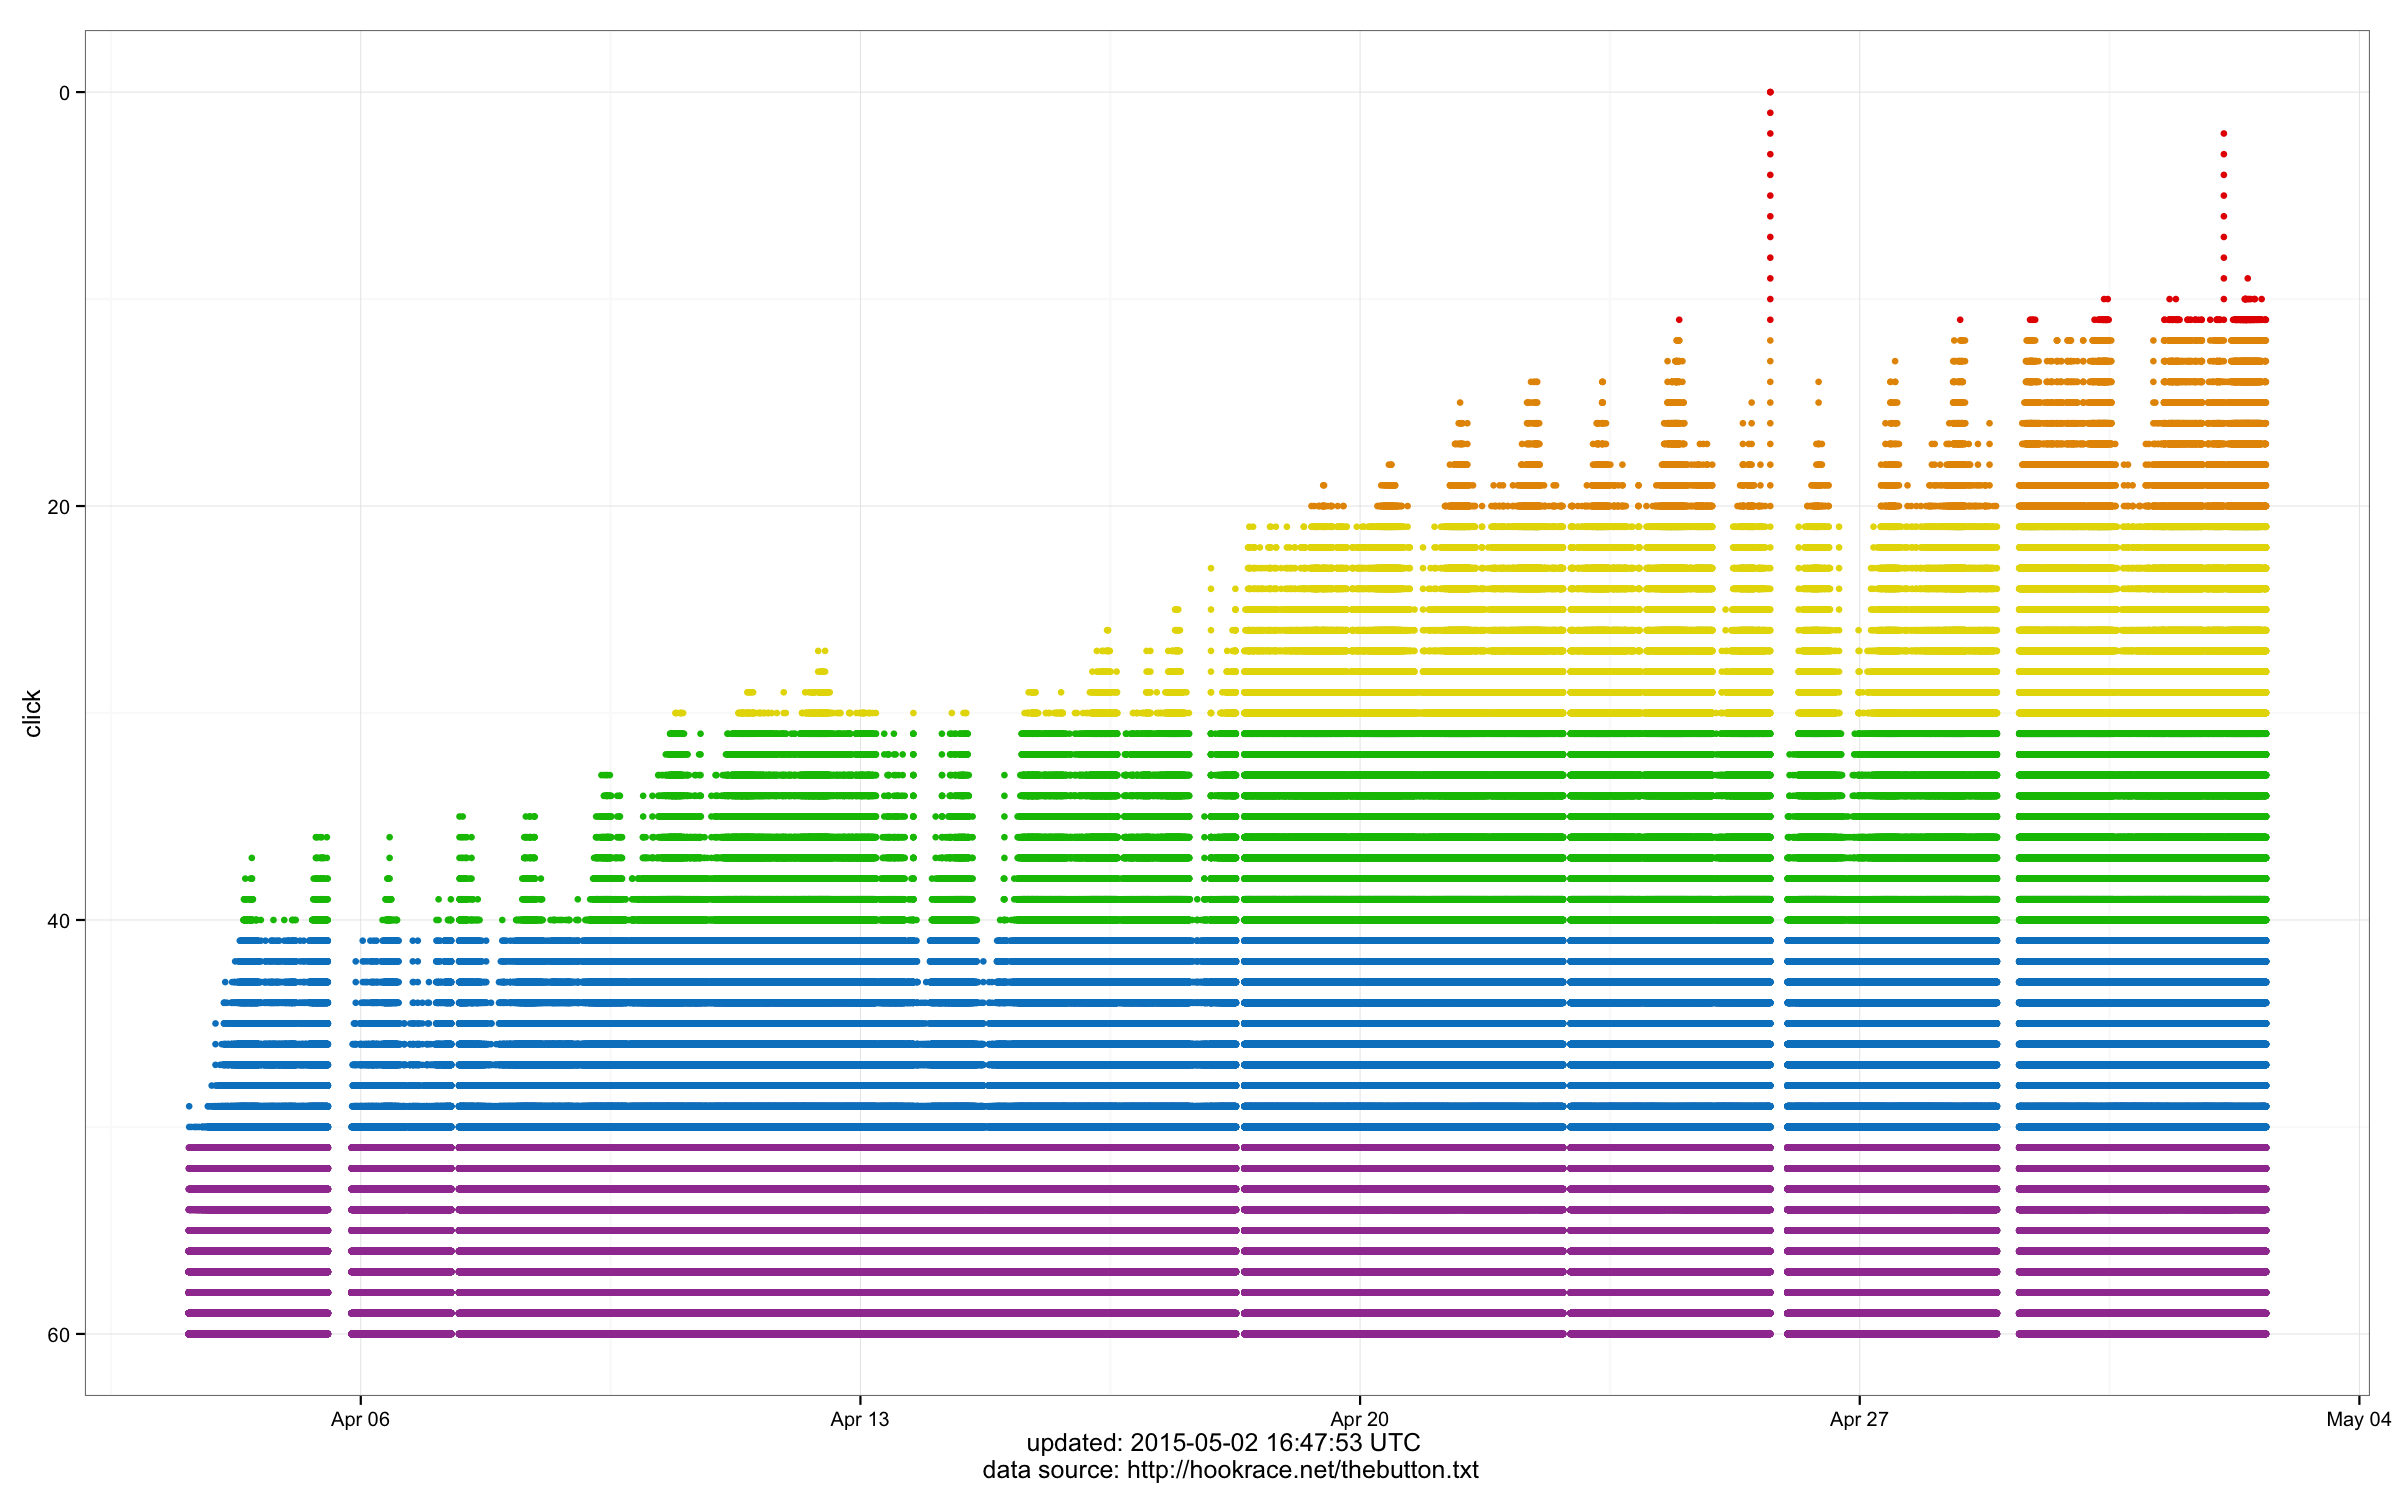 0
20
40
60
click
Apr 06
Apr 13
Apr 20
Apr 27
May 04
updated: 2015-05-02 16:47:53 UTC
data source: http://hookrace.net/thebutton.txt